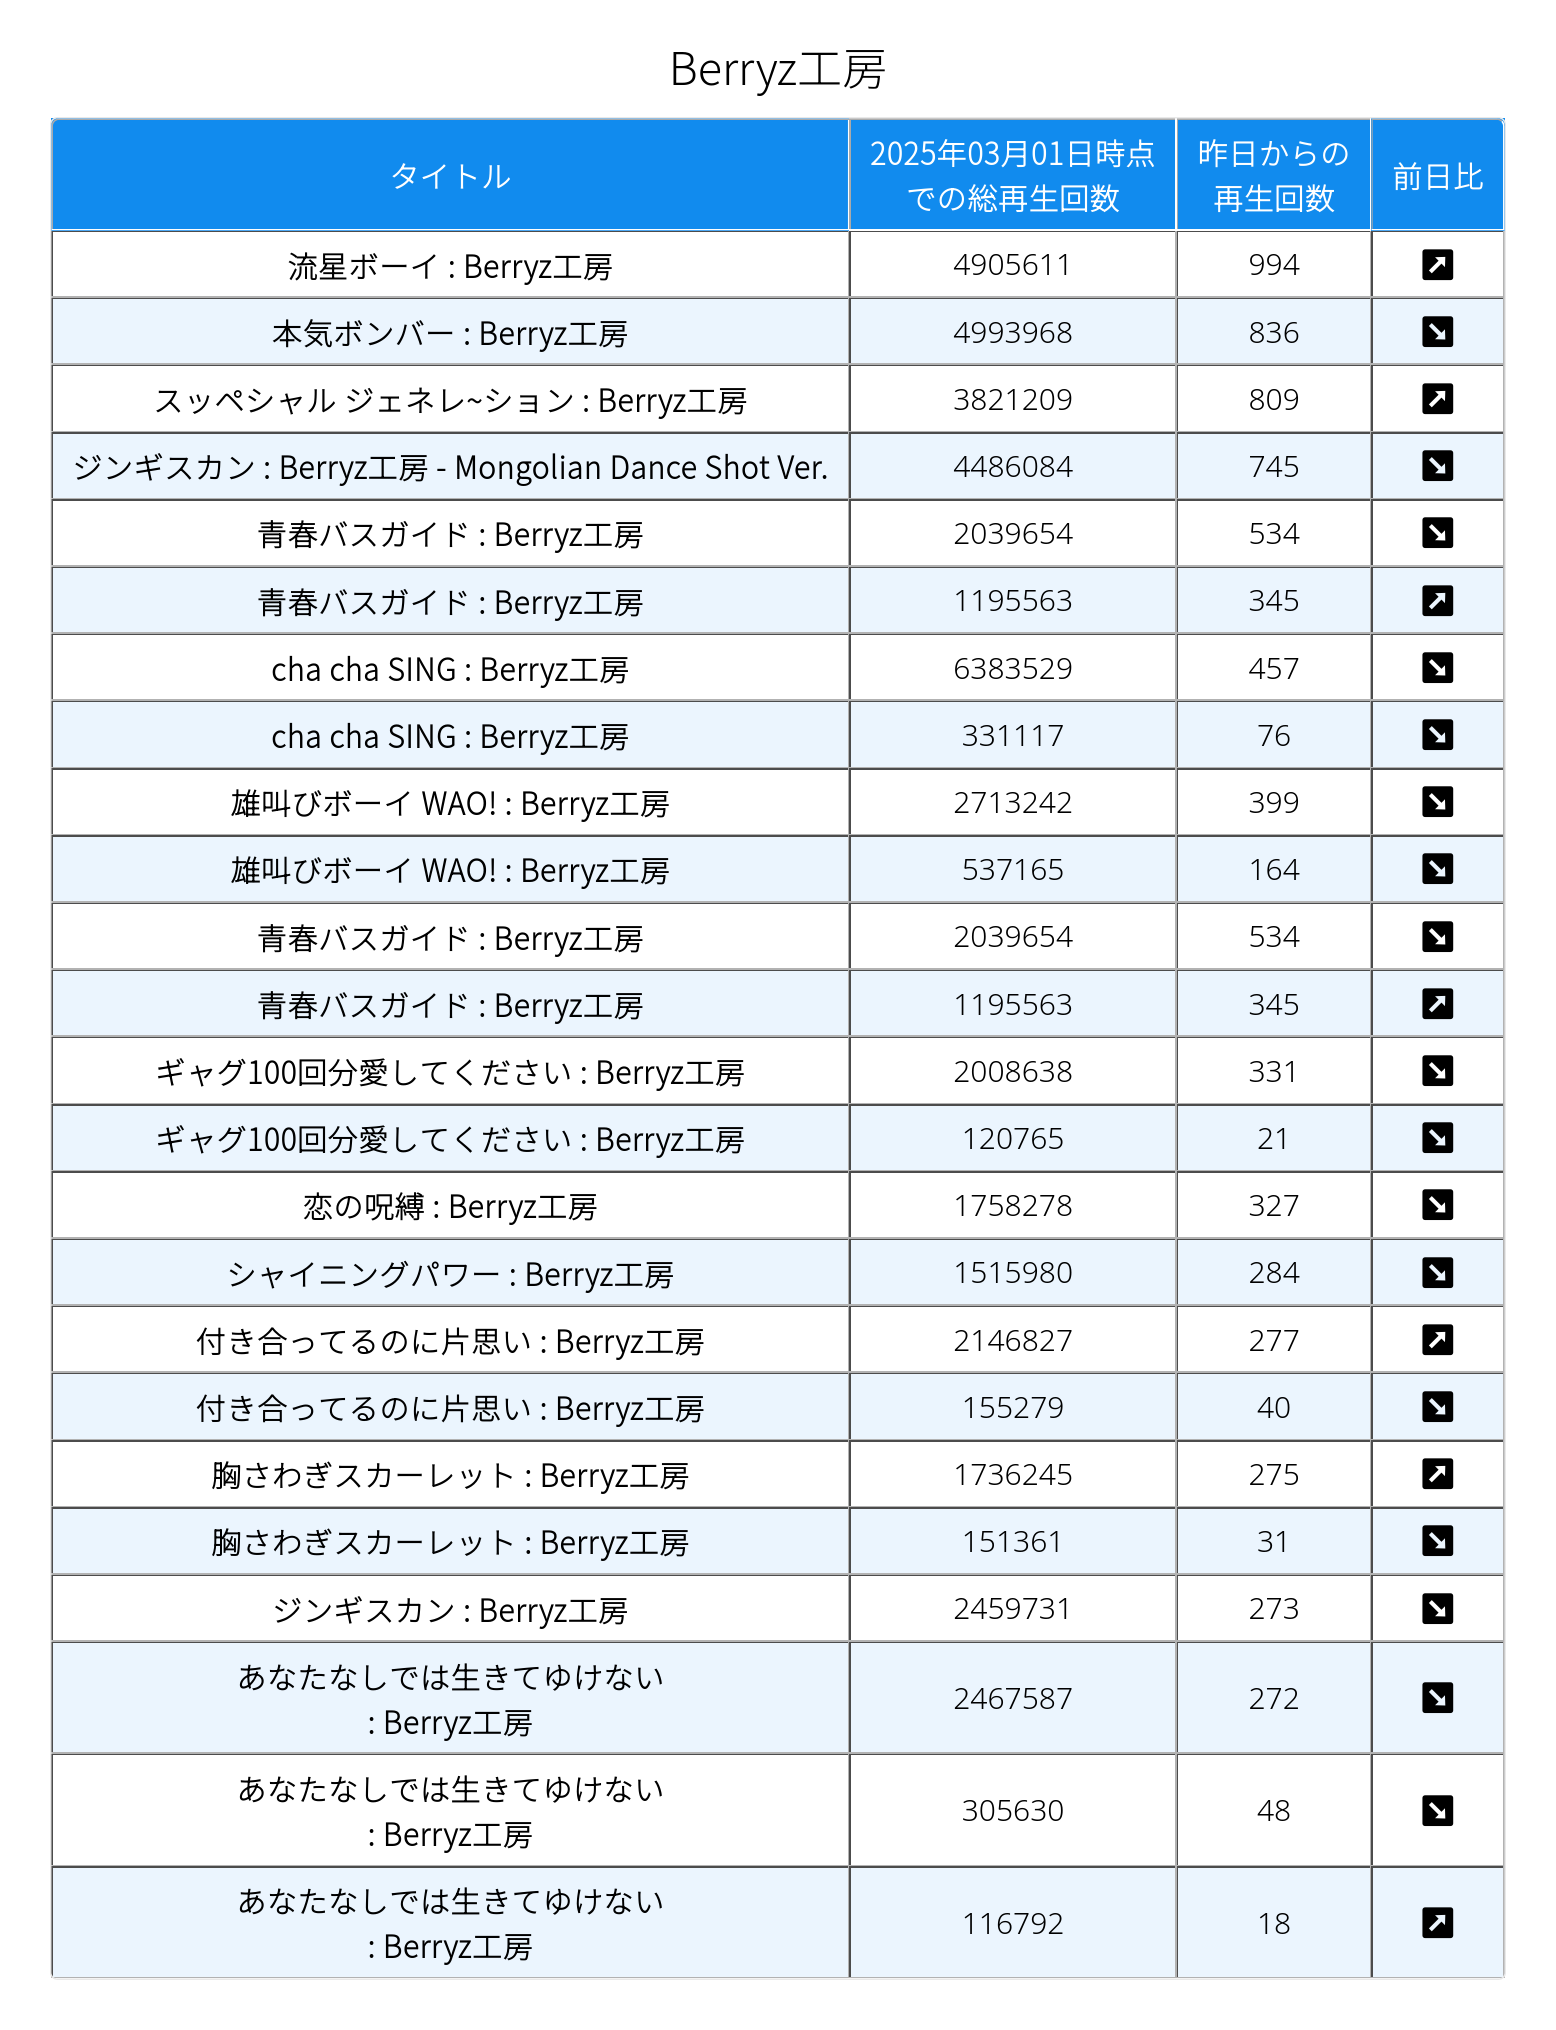 Berryz工房
タイトル 2025年03月01日時点での総再生回数 昨日からの再生回数 前日比
流星ボーイ : Berryz工房 4905611 994 ↗
本気ボンバー : Berryz工房 4993968 836 ↘
スッペシャル ジェネレ~ション : Berryz工房 3821209 809 ↗
ジンギスカン : Berryz工房 - Mongolian Dance Shot Ver. 4486084 745 ↘
青春バスガイド : Berryz工房 2039654 534 ↘
青春バスガイド : Berryz工房 1195563 345 ↗
cha cha SING : Berryz工房 6383529 457 ↘
cha cha SING : Berryz工房 331117 76 ↘
雄叫びボーイ WAO! : Berryz工房 2713242 399 ↘
雄叫びボーイ WAO! : Berryz工房 537165 164 ↘
青春バスガイド : Berryz工房 2039654 534 ↘
青春バスガイド : Berryz工房 1195563 345 ↗
ギャグ100回分愛してください : Berryz工房 2008638 331 ↘
ギャグ100回分愛してください : Berryz工房 120765 21 ↘
恋の呪縛 : Berryz工房 1758278 327 ↘
シャイニングパワー : Berryz工房 1515980 284 ↘
付き合ってるのに片思い : Berryz工房 2146827 277 ↗
付き合ってるのに片思い : Berryz工房 155279 40 ↘
胸さわぎスカーレット : Berryz工房 1736245 275 ↗
胸さわぎスカーレット : Berryz工房 151361 31 ↘
ジンギスカン : Berryz工房 2459731 273 ↘
あなたなしでは生きてゆけない
: Berryz工房 2467587 272 ↘
あなたなしでは生きてゆけない
: Berryz工房 305630 48 ↘
あなたなしでは生きてゆけない
: Berryz工房 116792 18 ↗